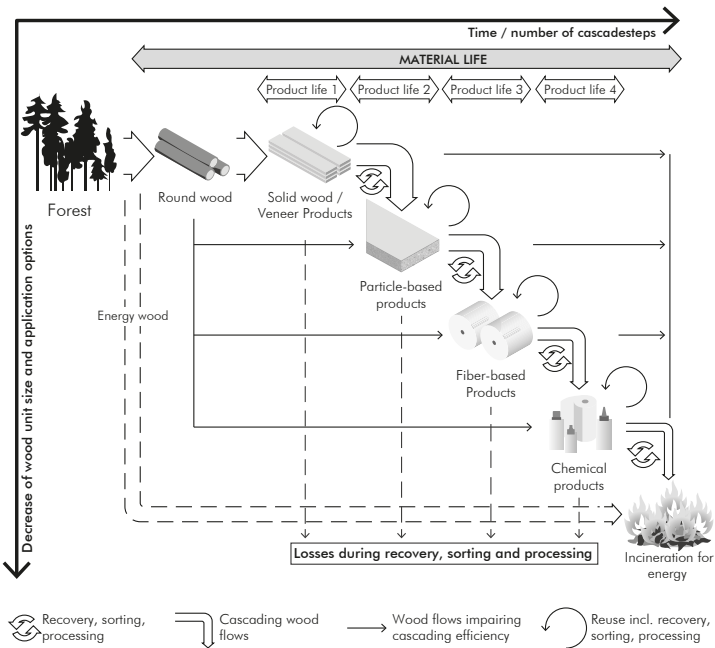 Time / number of cascadesteps
MATERIAL LIFE
Product life 1
Product life 2
Product life 3
Product life 4
Decrease of wood unit size and application options
Forest
Round wood
Solid wood /
Veneer Products
Particle-based
products
Energy wood
Fiber-based
Products
Chemical
products
Losses during recovery, sorting and processing
Incineration for
energy
Recovery, sorting,
processing
Cascading wood
flows
Wood flows impairing
cascading efficiency
Reuse incl. recovery,
sorting, processing